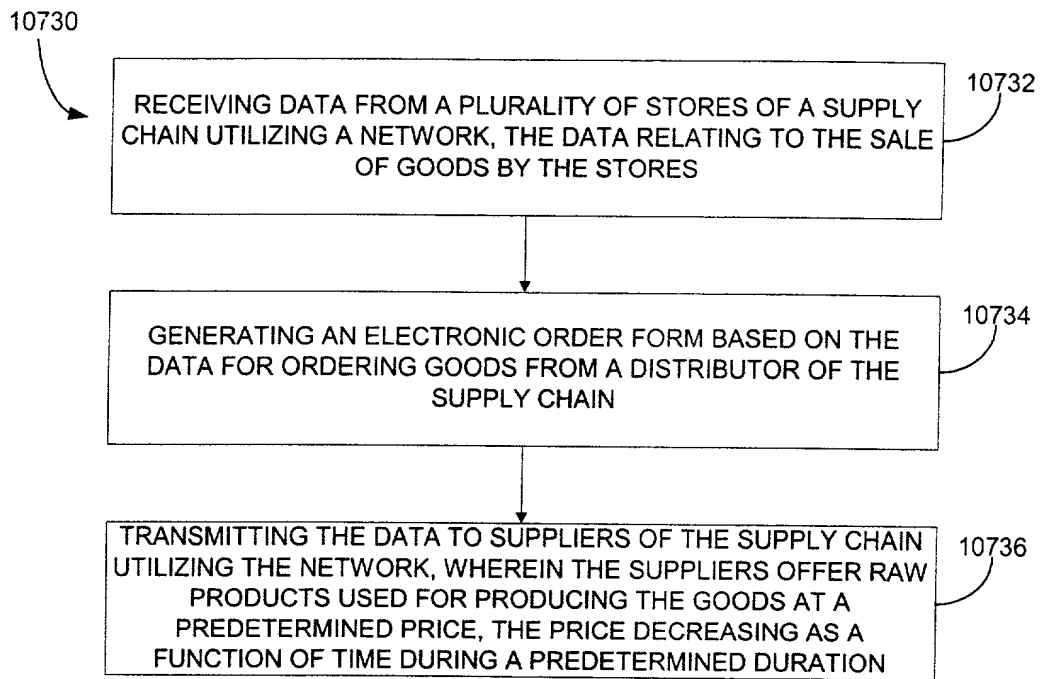 10730
RECEIVING DATA FROM A PLURALITY OF STORES OF A SUPPLY
CHAIN UTILIZING A NETWORK, THE DATA RELATING TO THE SALE
OF GOODS BY THE STORES
10732
GENERATING AN ELECTRONIC ORDER FORM BASED ON THE
DATA FOR ORDERING GOODS FROM A DISTRIBUTOR OF THE
SUPPLY CHAIN
10734
TRANSMITTING THE DATA TO SUPPLIERS OF THE SUPPLY CHAIN
UTILIZING THE NETWORK, WHEREIN THE SUPPLIERS OFFER RAW
PRODUCTS USED FOR PRODUCING THE GOODS AT A
PREDETERMINED PRICE, THE PRICE DECREASING AS A
FUNCTION OF TIME DURING A PREDETERMINED DURATION
10736